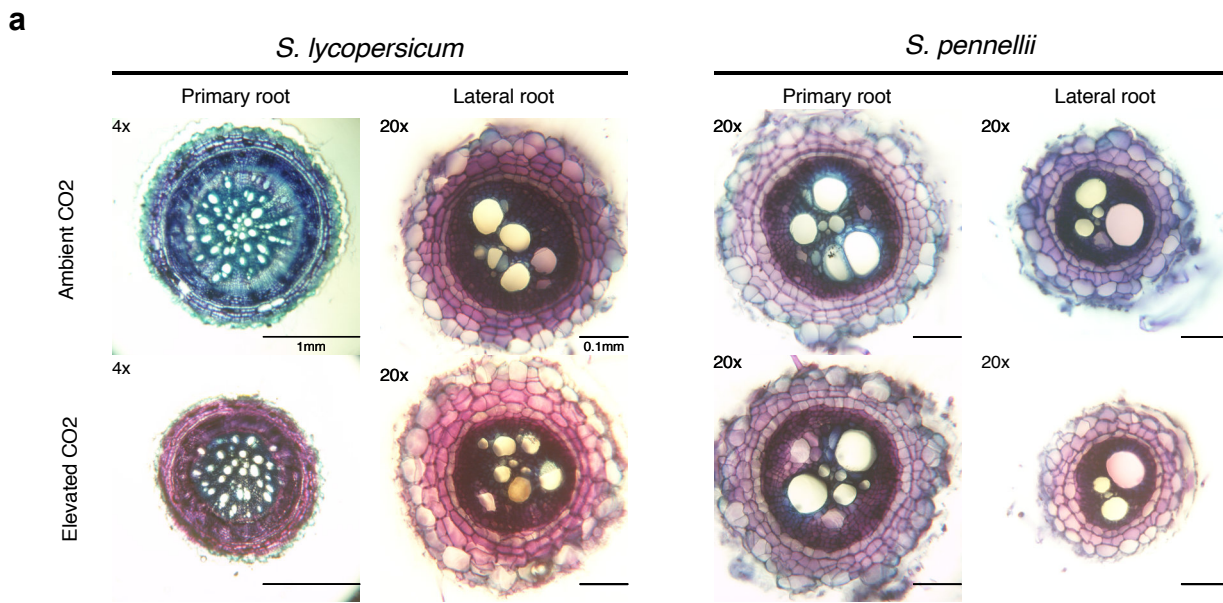 a
S. lycopersicum
S. pennellii
Primary root
Lateral root
Primary root
Lateral root
Ambient CO2
4x
20x
20x
20x
1mm
0.1mm
Elevated CO2
4x
20x
20x
20x